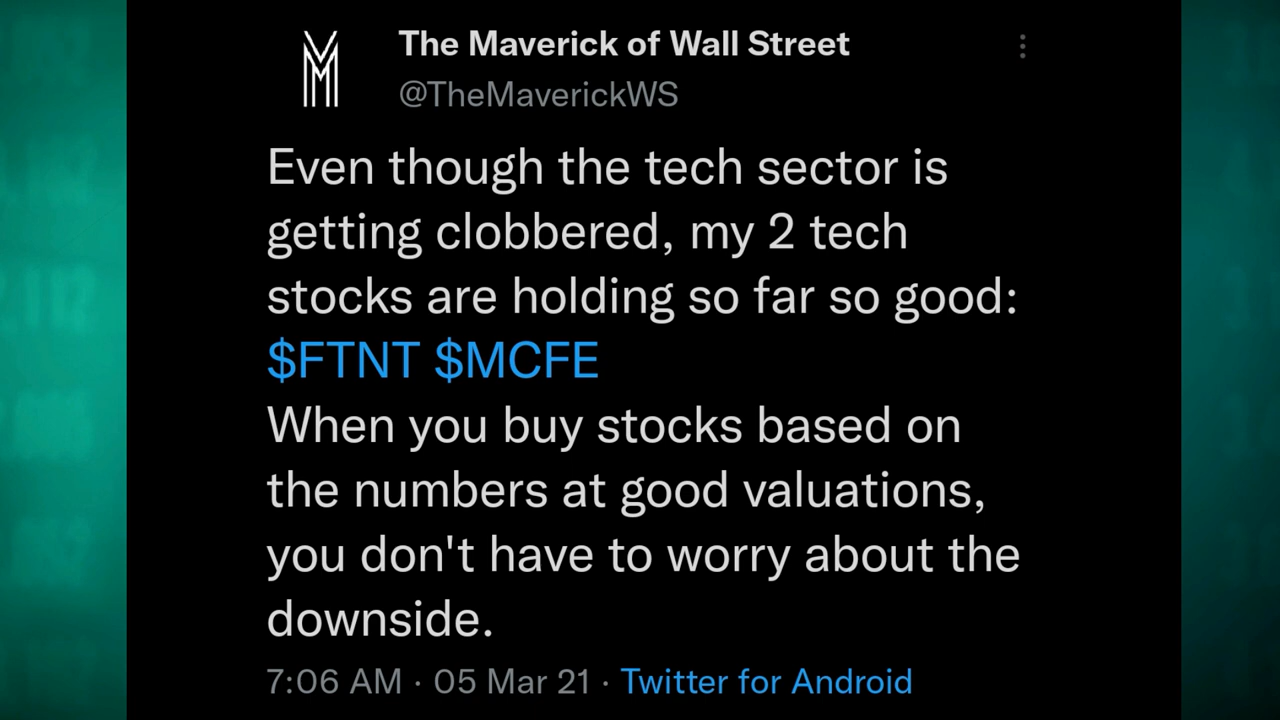 The Maverick of Wall Street
@TheMaverickWS
Even though the tech sector is
getting clobbered, my 2 tech
stocks are holding so far so good:
$FTNT $MCFE
When you buy stocks based on
the numbers at good valuations,
you don't have to worry about the
downside.
7:06 AM · 05 Mar 21 · Twitter for Android